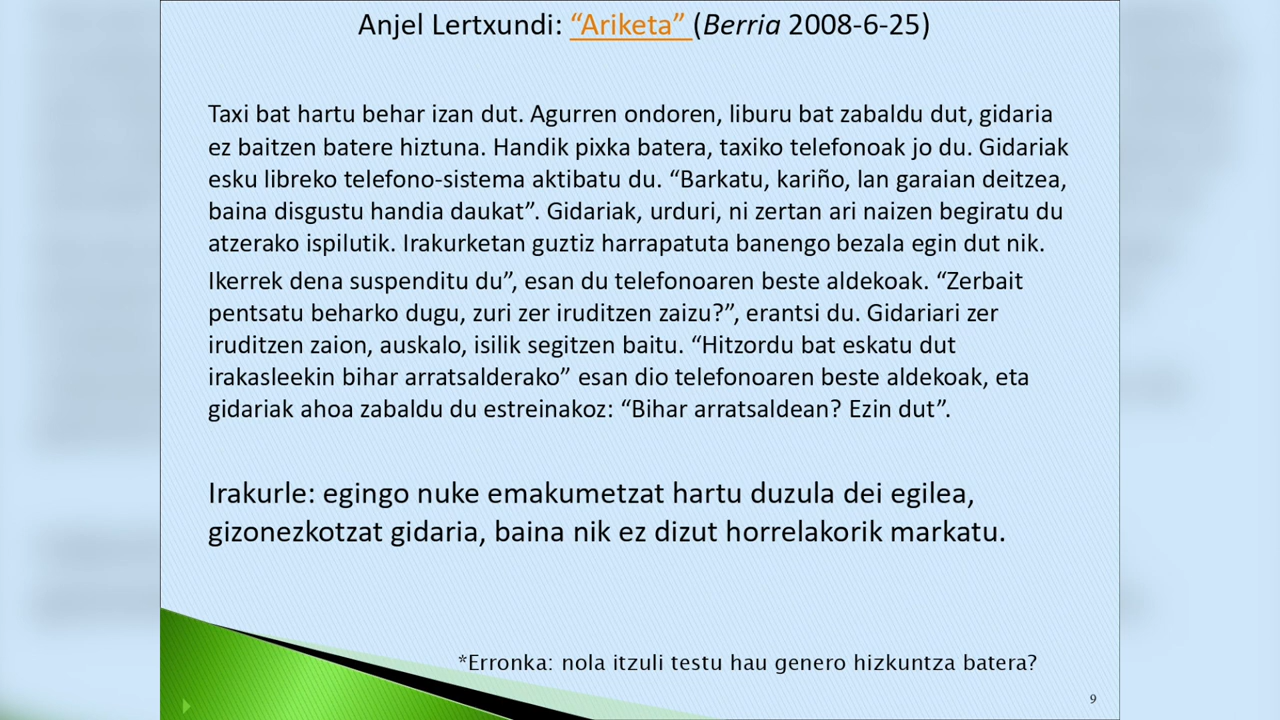 Anjel Lertxundi: “Ariketa” (Berria 2008-6-25)
Taxi bat hartu behar izan dut. Agurren ondoren, liburu bat zabaldu dut, gidaria
ez baitzen batere hiztuna. Handik pixka batera, taxiko telefonoak jo du. Gidariak
esku libreko telefono-sistema aktibatu du. “Barkatu, kariño, lan garaian deitzea,
baina disgustu handia daukat”. Gidariak, urduri, ni zertan ari naizen begiratu du
atzerako ispilutik. Irakurketan guztiz harrapatuta banengo bezala egin dut nik.
Ikerrek dena suspenditu du”, esan du telefonoaren beste aldekoak. “Zerbait
pentsatu beharko dugu, zuri zer iruditzen zaizu?”, erantsi du. Gidariari zer
iruditzen zaion, auskalo, isilik segitzen baitu. “Hitzordu bat eskatu dut
irakasleekin bihar arratsalderako” esan dio telefonoaren beste aldekoak, eta
gidariak ahoa zabaldu du estreinakoz: “Bihar arratsaldean? Ezin dut”.
Irakurle: egingo nuke emakumetzat hartu duzula dei egilea,
gizonezkotzat gidaria, baina nik ez dizut horrelakorik markatu.
*Erronka: nola itzuli testu hau genero hizkuntza batera?
9